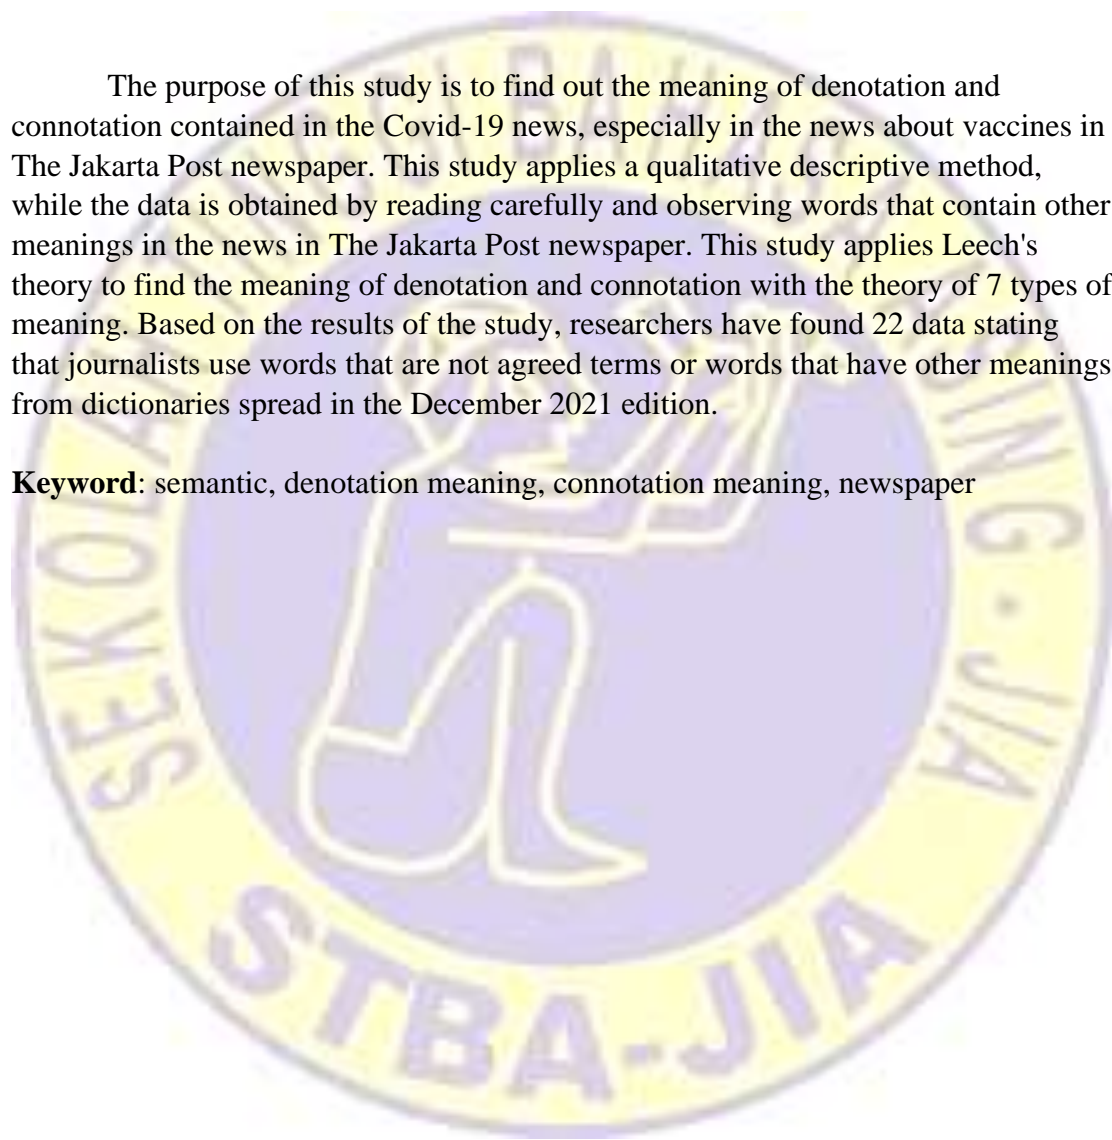 The purpose of this study is to find out the meaning of denotation and
connotation contained in the Covid-19 news, especially in the news about vaccines in
The Jakarta Post newspaper. This study applies a qualitative descriptive method,
while the data is obtained by reading carefully and observing words that contain other
meanings in the news in The Jakarta Post newspaper. This study applies Leech's
theory to find the meaning of denotation and connotation with the theory of 7 types of
meaning. Based on the results of the study, researchers have found 22 data stating
that journalists use words that are not agreed terms or words that have other meanings
from dictionaries spread in the December 2021 edition.
Keyword: semantic, denotation meaning, connotation meaning, newspaper
SEKOLAH TINGGI BAHASA ASING · JIA
STBA-JIA